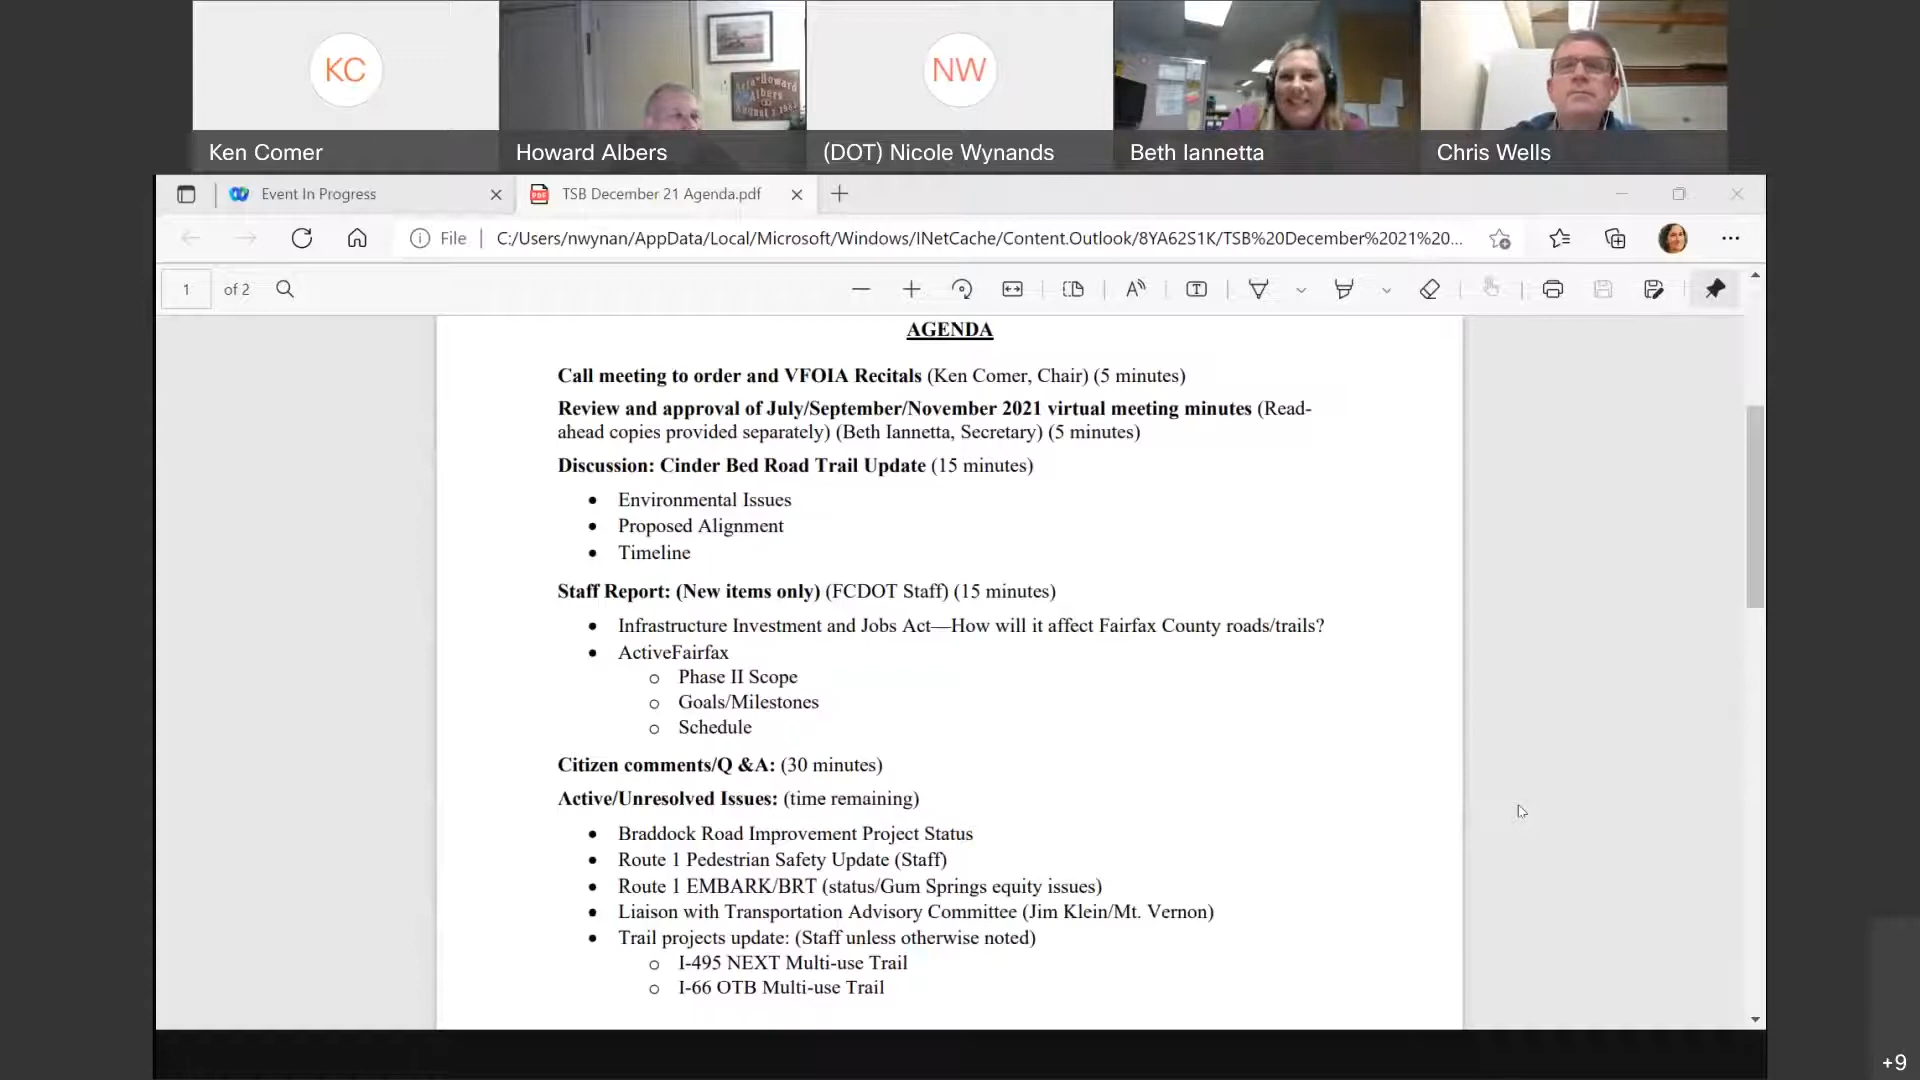 KC
NW
Ken Comer
Howard Albers
(DOT) Nicole Wynands
Beth Iannetta
Chris Wells
Event In Progress
TSB December 21 Agenda.pdf
File
C:/Users/nwynan/AppData/Local/Microsoft/Windows/INetCache/Content.Outlook/8YA62S1K/TSB%20December%2021%20...
1 of 2
AGENDA
Call meeting to order and VFOIA Recitals (Ken Comer, Chair) (5 minutes)
Review and approval of July/September/November 2021 virtual meeting minutes (Read-
ahead copies provided separately) (Beth Iannetta, Secretary) (5 minutes)
Discussion: Cinder Bed Road Trail Update (15 minutes)
• Environmental Issues
• Proposed Alignment
• Timeline
Staff Report: (New items only) (FCDOT Staff) (15 minutes)
• Infrastructure Investment and Jobs Act—How will it affect Fairfax County roads/trails?
• ActiveFairfax
o Phase II Scope
o Goals/Milestones
o Schedule
Citizen comments/Q &A: (30 minutes)
Active/Unresolved Issues: (time remaining)
• Braddock Road Improvement Project Status
• Route 1 Pedestrian Safety Update (Staff)
• Route 1 EMBARK/BRT (status/Gum Springs equity issues)
• Liaison with Transportation Advisory Committee (Jim Klein/Mt. Vernon)
• Trail projects update: (Staff unless otherwise noted)
o I-495 NEXT Multi-use Trail
o I-66 OTB Multi-use Trail
+9